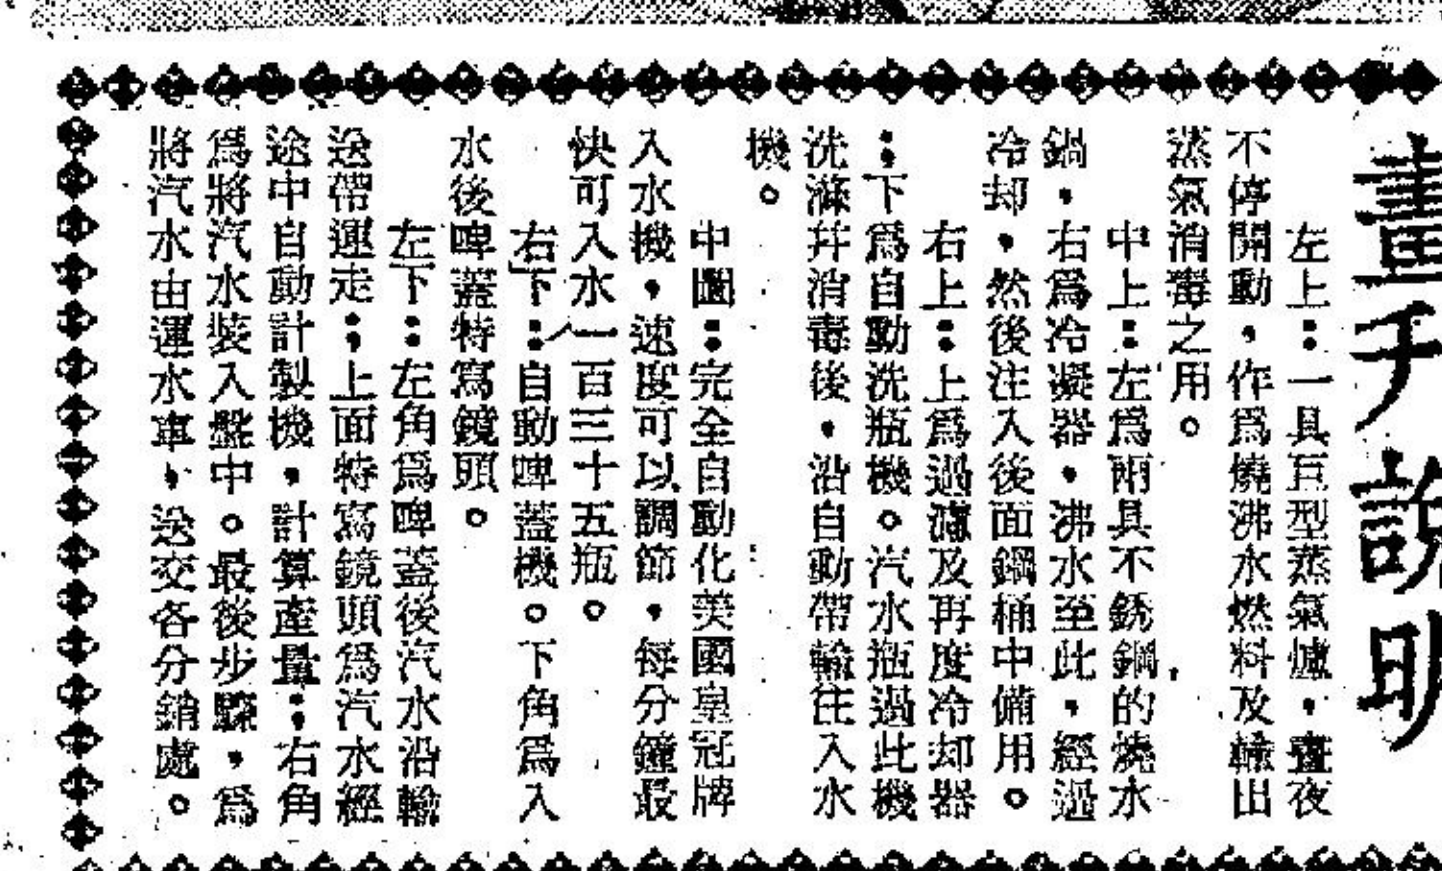 畫刋說明
左上：一具巨型蒸氣爐，晝夜
不停開動，作爲燒沸水燃料及輸出
蒸氣消毒之用。
中上：左爲兩具不銹鋼的燒水
鍋，右爲冷凝器，沸水至此，經過
冷却，然後注入後面鋼桶中備用。
右上：上爲過濾及再度冷却器
；下爲自動洗瓶機。汽水瓶過此機
洗滌幷消毒後，沿自動帶輸往入水
機。
中圖：完全自動化美國皇冠牌
入水機，速度可以調節，每分鐘最
快可入水一百三十五瓶。
右下：自動啤蓋機。下角爲入
水後啤蓋特寫鏡頭。
左下：左角爲啤蓋後汽水沿輸
送帶運走；上面特寫鏡頭爲汽水經
途中自動計製機，計算產量；右角
爲將汽水裝入盤中。最後步驟，爲
將汽水由運水車，送交各分銷處。